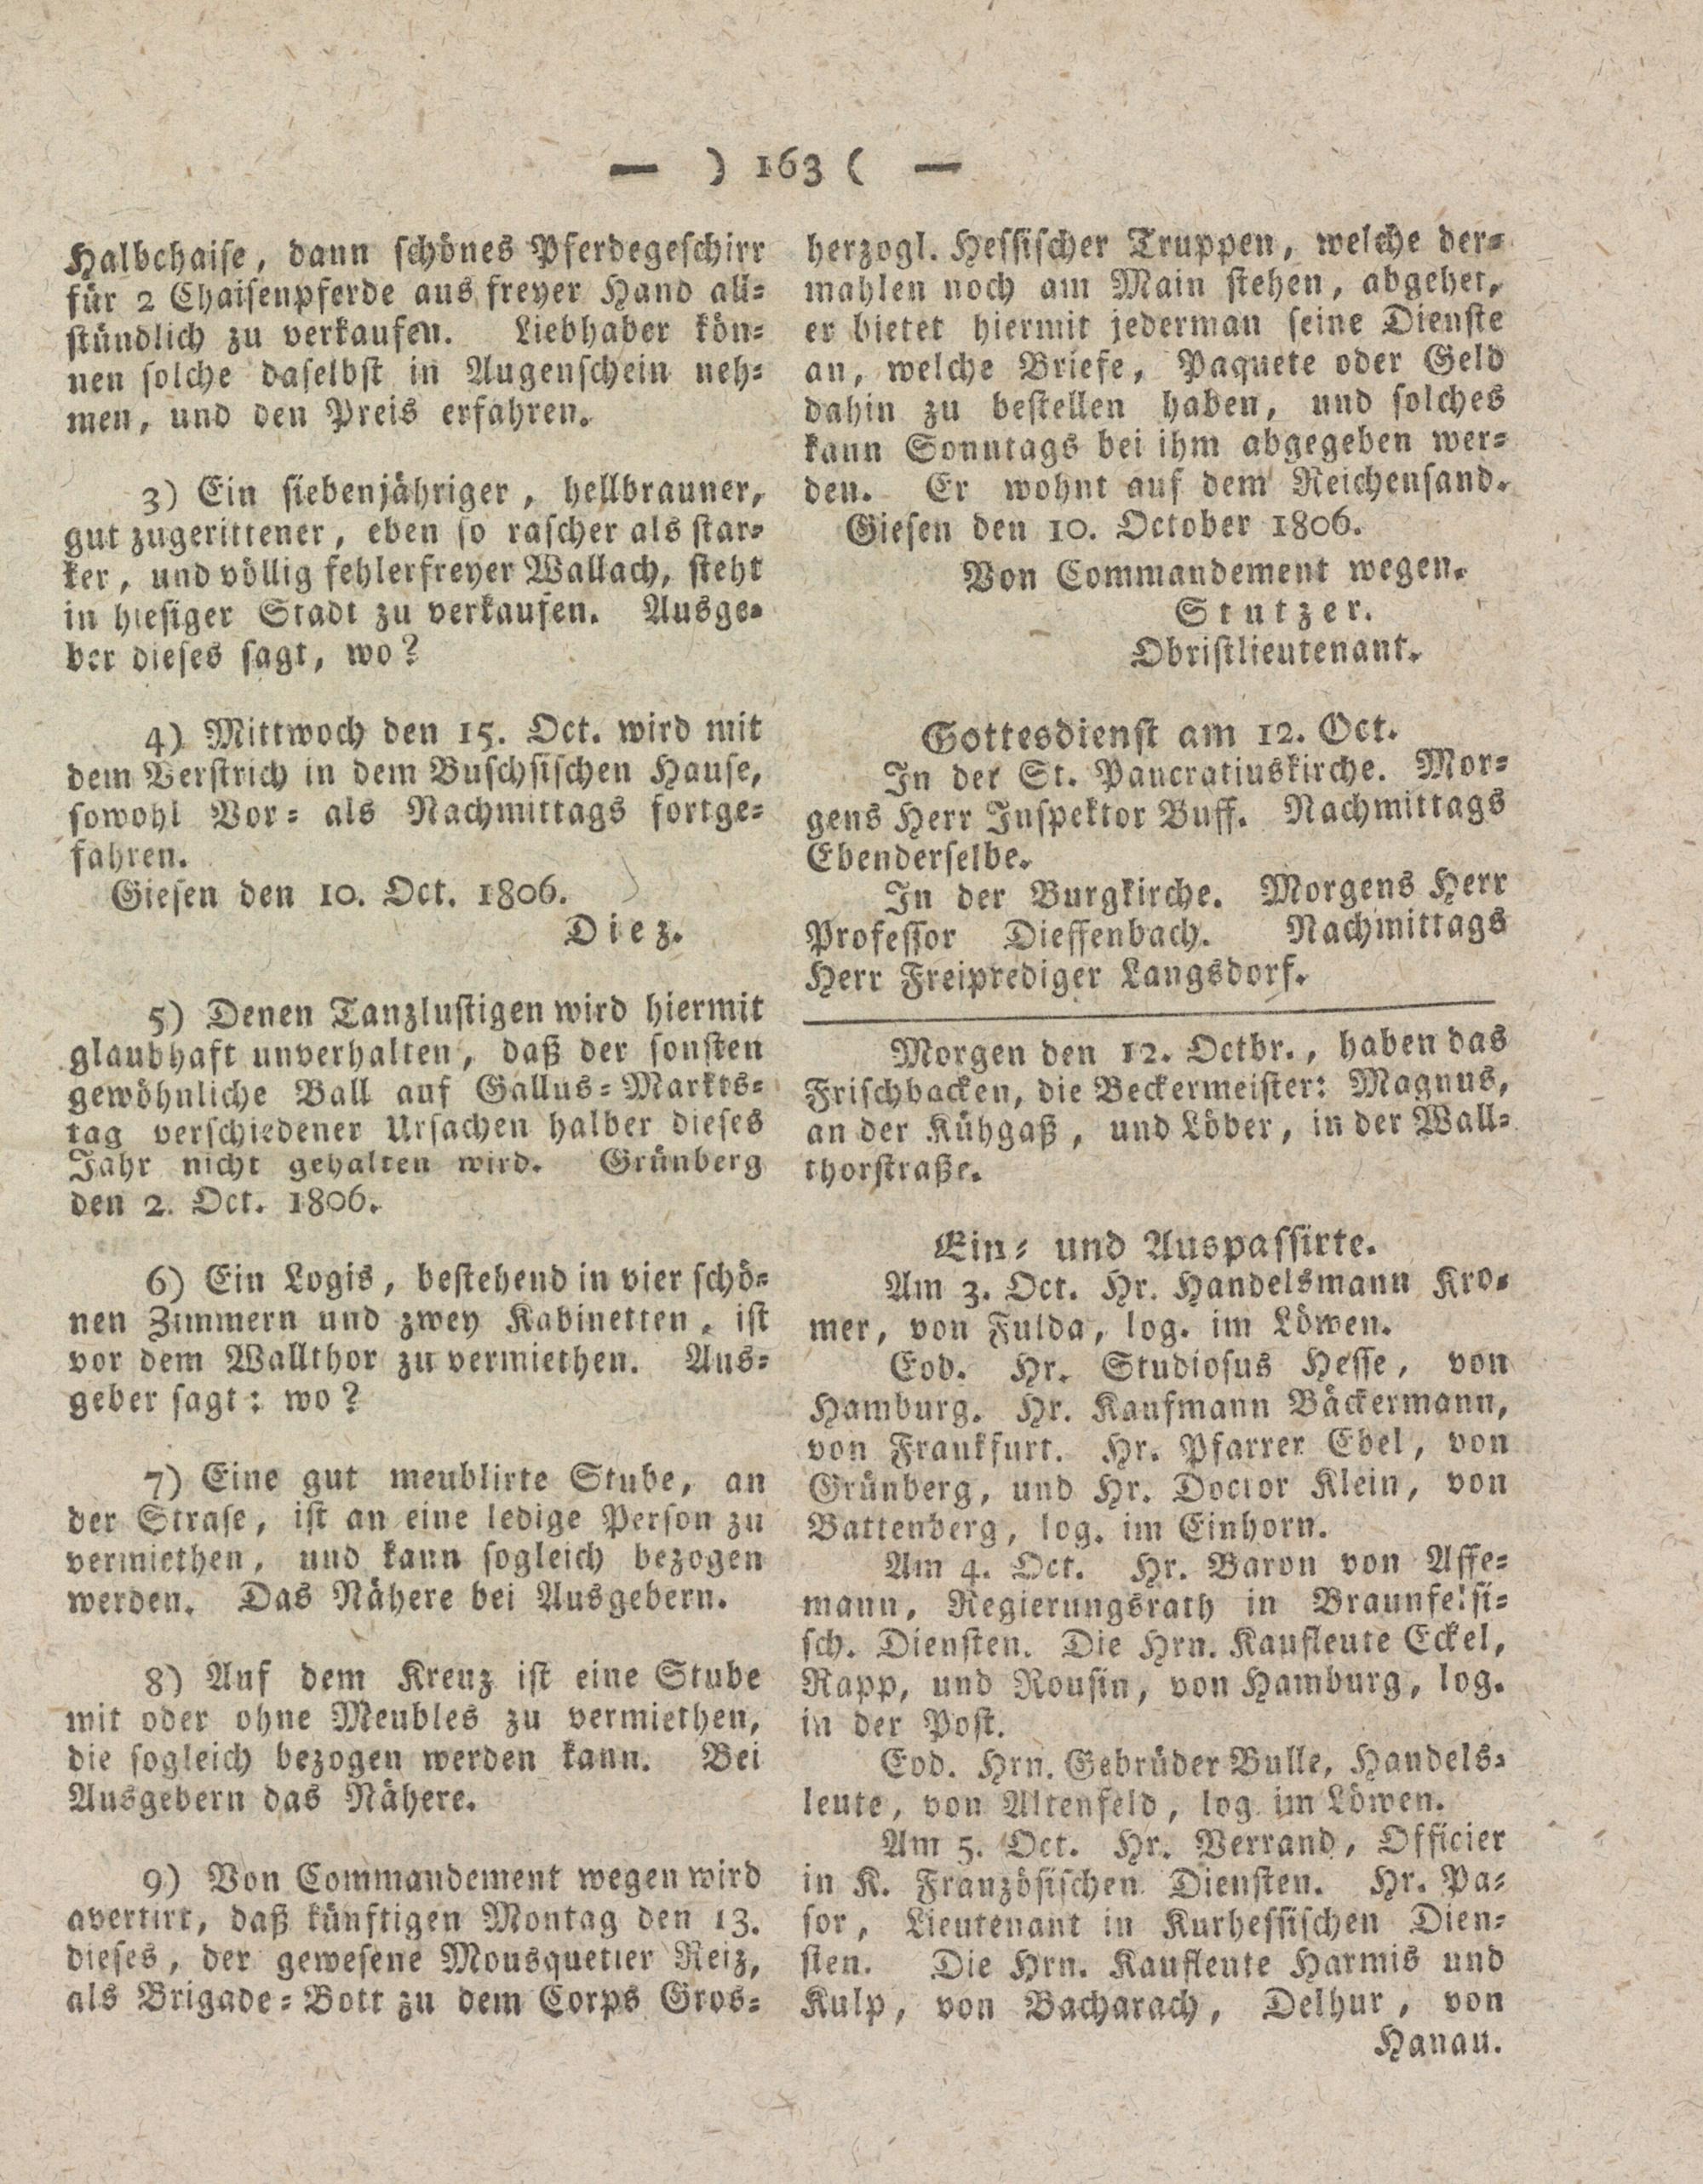 — ) 163 ( —
Halbchaise, dann schönes Pferdegeschirr
für 2 Chaisenpferde aus freyer Hand all-
stündlich zu verkaufen. Liebhaber kön-
nen solche daselbst in Augenschein neh-
men, und den Preis erfahren.
3) Ein siebenjähriger, hellbrauner,
gut zugerittener, eben so rascher als star-
ker, und völlig fehlerfreyer Wallach, steht
in hiesiger Stadt zu verkaufen. Ausge-
ber dieses sagt, wo?
4) Mittwoch den 15. Oct. wird mit
dem Verstrich in dem Buschsischen Hause,
sowohl Vor- als Nachmittags fortge-
fahren.
Giesen den 10. Oct. 1806.
Diez.
5) Denen Tanzlustigen wird hiermit
glaubhaft unverhalten, daß der sonsten
gewöhnliche Ball auf Gallus-Markts-
tag verschiedener Ursachen halber dieses
Jahr nicht gehalten wird. Grünberg
den 2. Oct. 1806.
6) Ein Logis, bestehend in vier schö-
nen Zimmern und zwey Kabinetten, ist
vor dem Wallthor zu vermiethen. Aus-
geber sagt: wo?
7) Eine gut meublirte Stube, an
der Strase, ist an eine ledige Person zu
vermiethen, und kann sogleich bezogen
werden. Das Nähere bei Ausgebern.
8) Auf dem Kreuz ist eine Stube
mit oder ohne Meubles zu vermiethen,
die sogleich bezogen werden kann. Bei
Ausgebern das Nähere.
9) Von Commandement wegen wird
avertirt, daß künftigen Montag den 13.
dieses, der gewesene Mousquetier Reiz,
als Brigade-Bott zu dem Corps Gros-
herzogl. Hessischer Truppen, welche der-
mahlen noch am Main stehen, abgehet,
er bietet hiermit jederman seine Dienste
an, welche Briefe, Paquete oder Geld
dahin zu bestellen haben, und solches
kann Sonntags bei ihm abgegeben wer-
den. Er wohnt auf dem Reichensand.
Giesen den 10. October 1806.
Von Commandement wegen.
Stutzer.
Obristlieutenant.
Gottesdienst am 12. Oct.
In der St. Pancratiuskirche. Mor-
gens Herr Inspektor Buff. Nachmittags
Ebenderselbe.
In der Burgkirche. Morgens Herr
Professor Dieffenbach. Nachmittags
Herr Freiprediger Langsdorf.
Morgen den 12. Octbr., haben das
Frischbacken, die Beckermeister: Magnus,
an der Kühgaß, und Löber, in der Wall-
thorstraße.
Ein- und Auspassirte.
Am 3. Oct. Hr. Handelsmann Kro-
mer, von Fulda, log. im Löwen.
Eod. Hr. Studiosus Hesse, von
Hamburg. Hr. Kaufmann Bäckermann,
von Frankfurt. Hr. Pfarrer Ebel, von
Grünberg, und Hr. Doctor Klein, von
Battenberg, log. im Einhorn.
Am 4. Oct. Hr. Baron von Affe-
mann, Regierungsrath in Braunfelsi-
sch. Diensten. Die Hrn. Kaufleute Eckel,
Rapp, und Rousin, von Hamburg, log.
in der Post.
Eod. Hrn. Gebrüder Bulle, Handels-
leute, von Altenfeld, log. im Löwen.
Am 5. Oct. Hr. Verrand, Officier
in K. Französischen Diensten. Hr. Pa-
sor, Lieutenant in Kurhessischen Dien-
sten. Die Hrn. Kaufleute Harmis und
Kulp, von Bacharach, Delhur, von
Hanau.